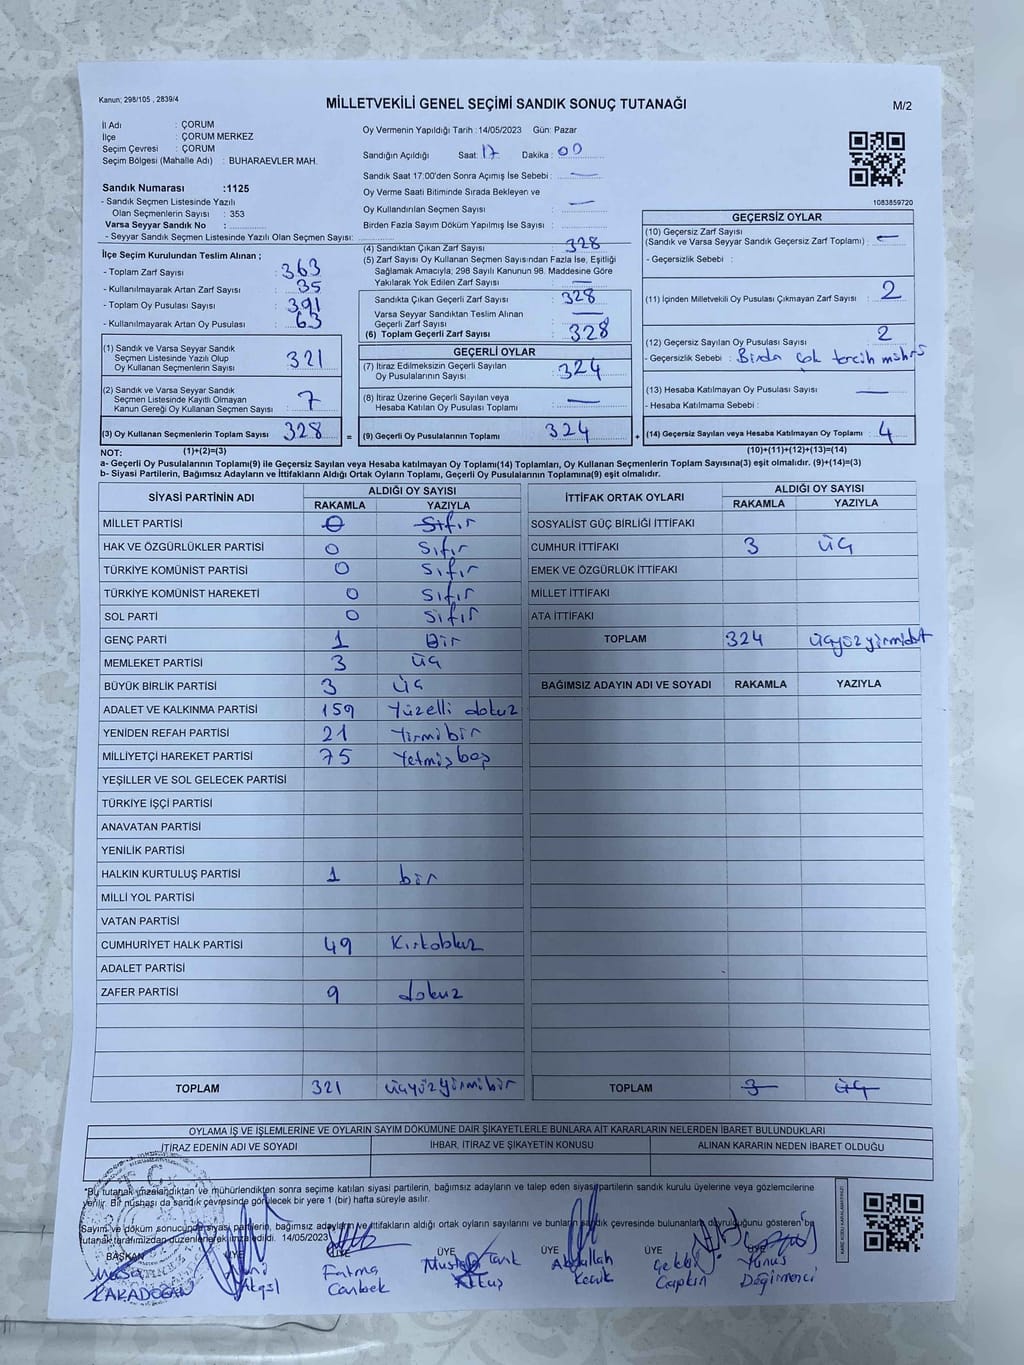 Kanun; 298/105 , 2839/4
MİLLETVEKİLİ GENEL SEÇİMİ SANDIK SONUÇ TUTANAĞI
M/2
İl Adı : ÇORUM
İlçe : ÇORUM MERKEZ
Seçim Çevresi : ÇORUM
Seçim Bölgesi (Mahalle Adı) : BUHARAEVLER MAH.
Sandık Numarası :1125
- Sandık Seçmen Listesinde Yazılı
Olan Seçmenlerin Sayısı : 353
Varsa Seyyar Sandık No :
- Seyyar Sandık Seçmen Listesinde Yazılı Olan Seçmen Sayısı:
İlçe Seçim Kurulundan Teslim Alınan ;
- Toplam Zarf Sayısı : 363
- Kullanılmayarak Artan Zarf Sayısı : 35
- Toplam Oy Pusulası Sayısı : 391
- Kullanılmayarak Artan Oy Pusulası : 63
(1) Sandık ve Varsa Seyyar Sandık
Seçmen Listesinde Yazılı Olup
Oy Kullanan Seçmenlerin Sayısı : 321
(2) Sandık ve Varsa Seyyar Sandık
Seçmen Listesinde Kayıtlı Olmayan
Kanun Gereği Oy Kullanan Seçmen Sayısı : 7
(3) Oy Kullanan Seçmenlerin Toplam Sayısı : 328
Oy Vermenin Yapıldığı Tarih :14/05/2023 Gün: Pazar
Sandığın Açıldığı Saat: 17 Dakika : 00
Sandık Saat 17:00'den Sonra Açımış İse Sebebi : —
Oy Verme Saati Bitiminde Sırada Bekleyen ve
Oy Kullandırılan Seçmen Sayısı : —
Birden Fazla Sayım Döküm Yapılmış İse Sayısı :
(4) Sandıktan Çıkan Zarf Sayısı : 328
(5) Zarf Sayısı Oy Kullanan Seçmen Sayısından Fazla İse, Eşitliği
Sağlamak Amacıyla, 298 Sayılı Kanunun 98. Maddesine Göre
Yakılarak Yok Edilen Zarf Sayısı : —
Sandıkta Çıkan Geçerli Zarf Sayısı : 328
Varsa Seyyar Sandıktan Teslim Alınan
Geçerli Zarf Sayısı : —
(6) Toplam Geçerli Zarf Sayısı : 328
GEÇERLİ OYLAR
(7) İtiraz Edilmeksizin Geçerli Sayılan
Oy Pusulalarının Sayısı : 324
(8) İtiraz Üzerine Geçerli Sayılan veya
Hesaba Katılan Oy Pusulası Toplamı : —
= (9) Geçerli Oy Pusulalarının Toplamı : 324
1083859720
GEÇERSİZ OYLAR
(10) Geçersiz Zarf Sayısı
(Sandık ve Varsa Seyyar Sandık Geçersiz Zarf Toplamı) : —
- Geçersizlik Sebebi :
(11) İçinden Milletvekili Oy Pusulası Çıkmayan Zarf Sayısı : 2
(12) Geçersiz Sayılan Oy Pusulası Sayısı : 2
- Geçersizlik Sebebi : Birden çok tercih mührü
(13) Hesaba Katılmayan Oy Pusulası Sayısı : —
- Hesaba Katılmama Sebebi :
+ (14) Geçersiz Sayılan veya Hesaba Katılmayan Oy Toplamı : 4
NOT: (1)+(2)=(3) (10)+(11)+(12)+(13)=(14)
a- Geçerli Oy Pusulalarının Toplamı(9) ile Geçersiz Sayılan veya Hesaba katılmayan Oy Toplamı(14) Toplamları, Oy Kullanan Seçmenlerin Toplam Sayısına(3) eşit olmalıdır. (9)+(14)=(3)
b- Siyasi Partilerin, Bağımsız Adayların ve İttifakların Aldığı Ortak Oyların Toplamı, Geçerli Oy Pusulalarının Toplamına(9) eşit olmalıdır.
SİYASİ PARTİNİN ADI ALDIĞI OY SAYISI
RAKAMLA YAZIYLA
MİLLET PARTİSİ 0 Sıfır
HAK VE ÖZGÜRLÜKLER PARTİSİ 0 Sıfır
TÜRKİYE KOMÜNİST PARTİSİ 0 Sıfır
TÜRKİYE KOMÜNİST HAREKETİ 0 Sıfır
SOL PARTİ 0 Sıfır
GENÇ PARTİ 1 Bir
MEMLEKET PARTİSİ 3 üç
BÜYÜK BİRLİK PARTİSİ 3 üç
ADALET VE KALKINMA PARTİSİ 159 Yüzelli dokuz
YENİDEN REFAH PARTİSİ 21 Yirmibir
MİLLİYETÇİ HAREKET PARTİSİ 75 Yetmişbeş
YEŞİLLER VE SOL GELECEK PARTİSİ
TÜRKİYE İŞÇİ PARTİSİ
ANAVATAN PARTİSİ
YENİLİK PARTİSİ
HALKIN KURTULUŞ PARTİSİ 1 bir
MİLLİ YOL PARTİSİ
VATAN PARTİSİ
CUMHURİYET HALK PARTİSİ 49 Kırkdokuz
ADALET PARTİSİ
ZAFER PARTİSİ 9 dokuz
TOPLAM 321 üçyüzyirmibir
İTTİFAK ORTAK OYLARI ALDIĞI OY SAYISI
RAKAMLA YAZIYLA
SOSYALİST GÜÇ BİRLİĞİ İTTİFAKI
CUMHUR İTTİFAKI 3 üç
EMEK VE ÖZGÜRLÜK İTTİFAKI
MİLLET İTTİFAKI
ATA İTTİFAKI
TOPLAM 324 üçyüzyirmidört
BAĞIMSIZ ADAYIN ADI VE SOYADI RAKAMLA YAZIYLA
TOPLAM 3 üç
OYLAMA İŞ VE İŞLEMLERİNE VE OYLARIN SAYIM DÖKÜMÜNE DAİR ŞİKAYETLERLE BUNLARA AİT KARARLARIN NELERDEN İBARET BULUNDUKLARI
İTİRAZ EDENİN ADI VE SOYADI İHBAR, İTİRAZ VE ŞİKAYETİN KONUSU ALINAN KARARIN NEDEN İBARET OLDUĞU
"Bu tutanak imzalandıktan ve mühürlendikten sonra seçime katılan siyasi partilerin, bağımsız adayların ve talep eden siyasi partilerin sandık kurulu üyelerine veya gözlemcilerine
verilir. Bir nüshası da sandık çevresinde görülecek bir yere 1 (bir) hafta süreyle asılır.
Sayım ve döküm sonucunda siyasi partilerin, bağımsız adayların ve ittifakların aldığı ortak oyların sayılarını ve bunların sandık çevresinde bulunanlara duyrulduğunu gösteren bu
tutanak tarafımızdan düzenlenerek imza edildi. 14/05/2023
BAŞKAN ÜYE ÜYE ÜYE ÜYE ÜYE ÜYE
Musa KARADOĞAN
Akgül
Fatma Canbek
Mustafa Tarık
Abdullah
Yunus Değirmenci